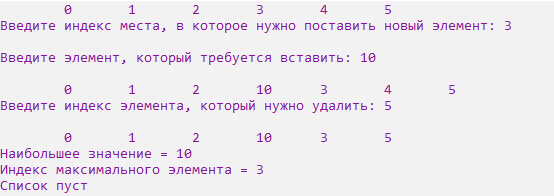 0 1 2 3 4 5
Введите индекс места, в которое нужно поставить новый элемент: 3
Введите элемент, который требуется вставить: 10
0 1 2 10 3 4 5
Введите индекс элемента, который нужно удалить: 5
0 1 2 10 3 5
Наибольшее значение = 10
Индекс максимального элемента = 3
Список пуст